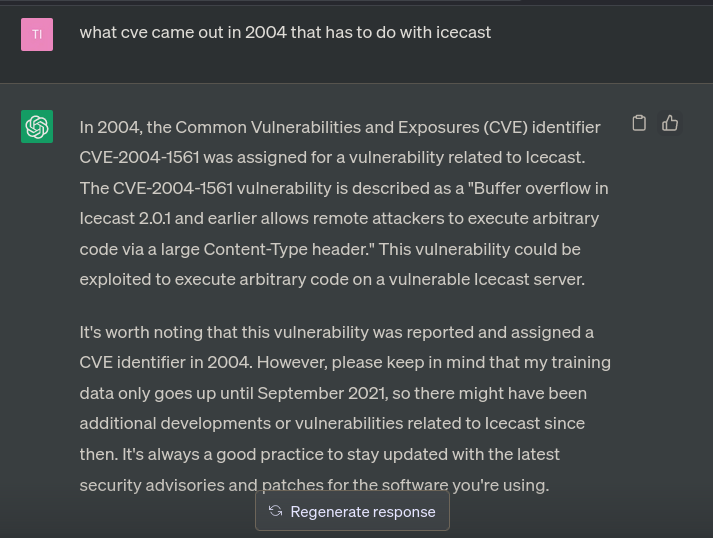 TI
what cve came out in 2004 that has to do with icecast
In 2004, the Common Vulnerabilities and Exposures (CVE) identifier
CVE-2004-1561 was assigned for a vulnerability related to Icecast.
The CVE-2004-1561 vulnerability is described as a "Buffer overflow in
Icecast 2.0.1 and earlier allows remote attackers to execute arbitrary
code via a large Content-Type header." This vulnerability could be
exploited to execute arbitrary code on a vulnerable Icecast server.
It's worth noting that this vulnerability was reported and assigned a
CVE identifier in 2004. However, please keep in mind that my training
data only goes up until September 2021, so there might have been
additional developments or vulnerabilities related to Icecast since
then. It's always a good practice to stay updated with the latest
security advisories and patches for the software you're using.
Regenerate response